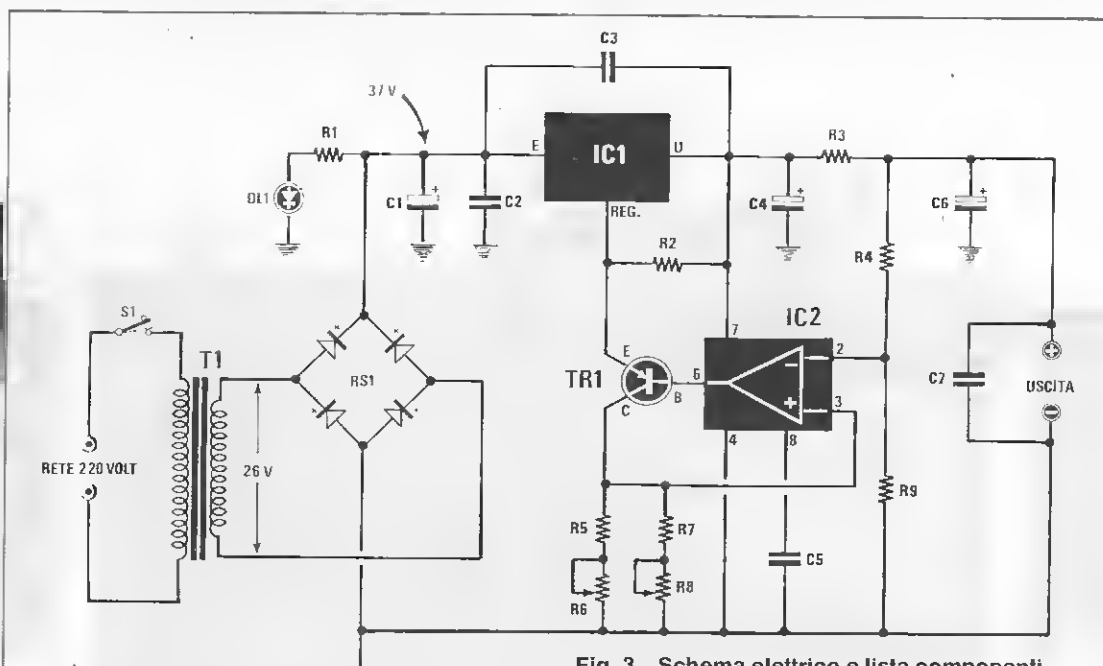 C3
37 V
R1
E
IC1
U
R3
REG.
DL1
C1
+
C2
C4
+
C6
+
R2
R4
S1
T1
IC2
7
RS1
TR1
E
B
C
6
2
3
4
8
C7
+
USCITA
-
RETE 220 VOLT
26 V
R5
R7
R9
C5
R6
R8
Fig. 3 Schema elettrico e lista componenti